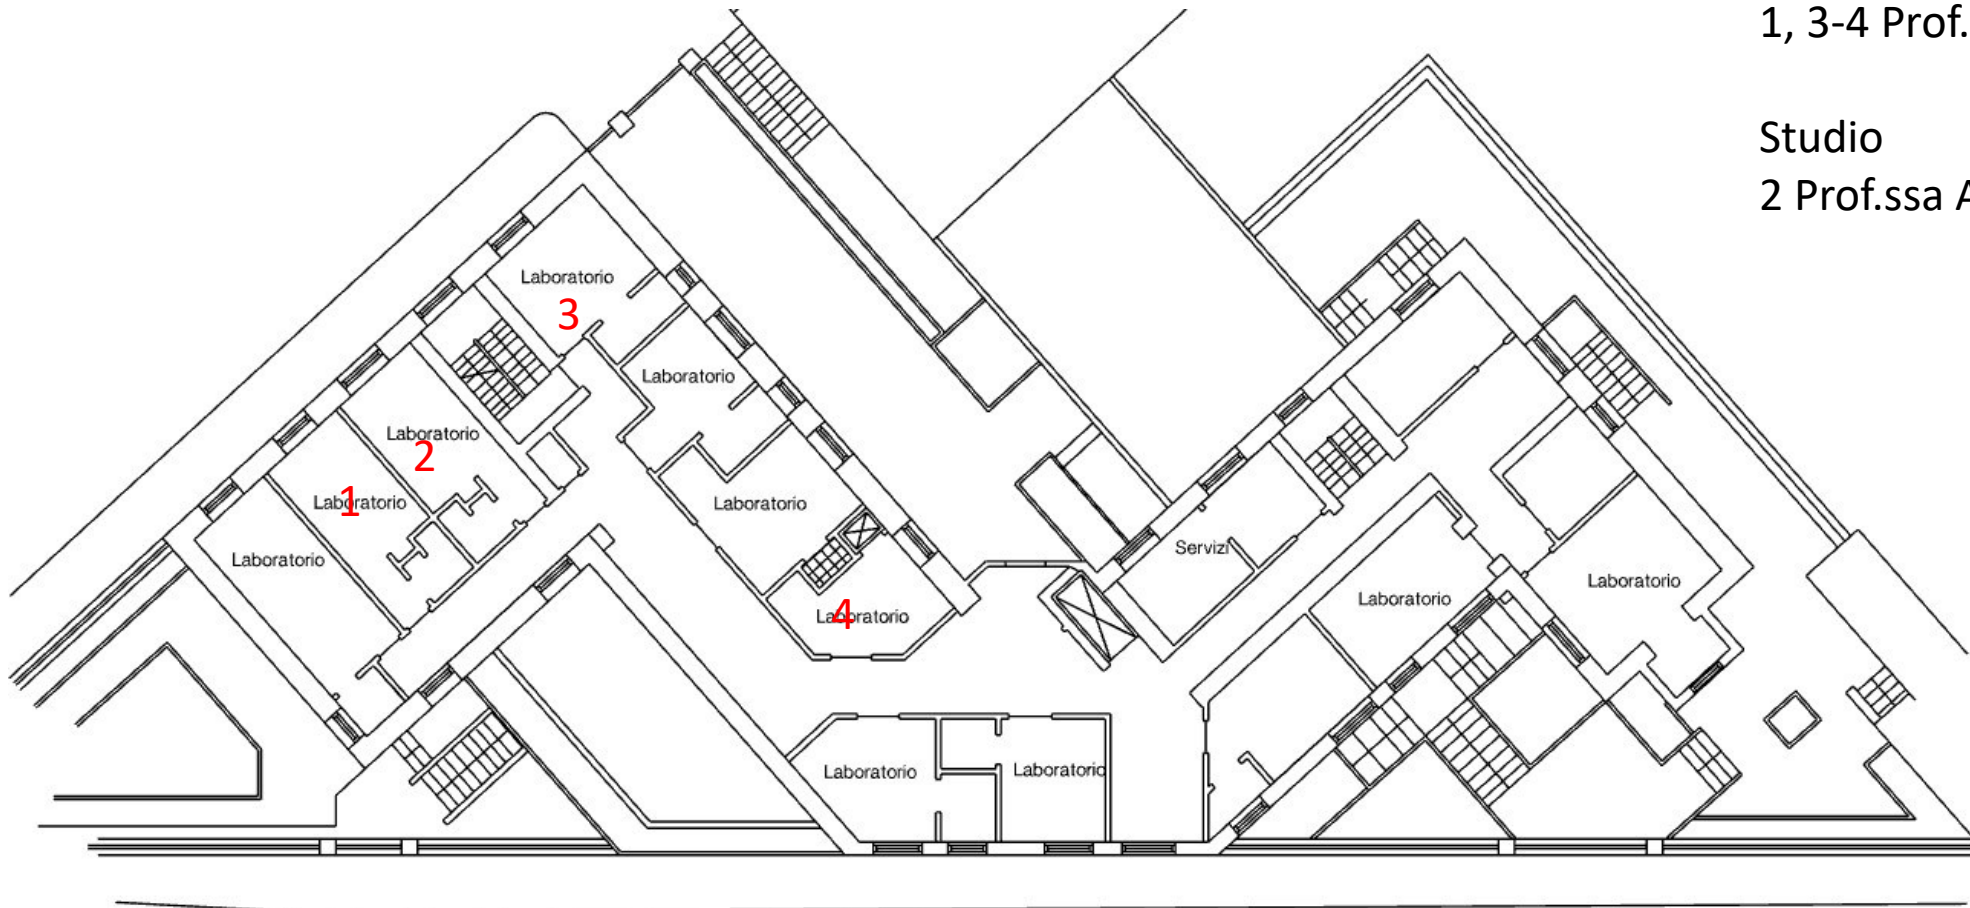 1, 3-4 Prof.
Studio
2 Prof.ssa A
Laboratorio
3
Laboratorio
Laboratorio
2
Laboratorio
1
Laboratorio
Laboratorio
Servizi
Laboratorio
4
Laboratorio
Laboratorio
Laboratorio
Laboratorio